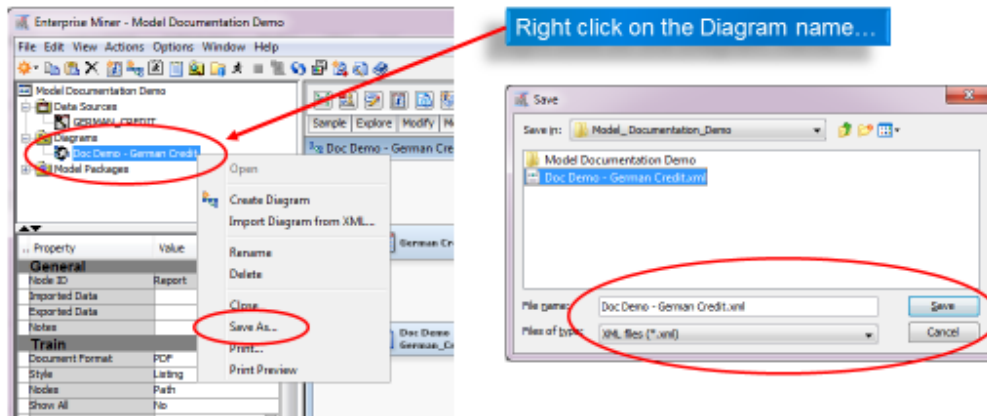 Enterprise Miner - Model Documentation Demo
File Edit View Actions Options Window Help
Model Documentation Demo
Data Sources
GERMAN_CREDIT
Diagrams
Doc Demo - German Credit
Model Packages
Sample Explore Modify
Doc Demo - German Cre
Open
Create Diagram
Import Diagram from XML...
Rename
Delete
Close
Save As...
Print...
Print Preview
German Cr
Doc Demo
German_Cr
.. Property Value
General
Node ID Report
Imported Data
Exported Data
Notes
Train
Document Format PDF
Style Listing
Nodes Path
Show All No
Right click on the Diagram name...
Save
Save in: Model_Documentation_Demo
Model Documentation Demo
Doc Demo - German Credit.xml
File name: Doc Demo - German Credit.xml Save
Files of type: XML files (*.xml) Cancel